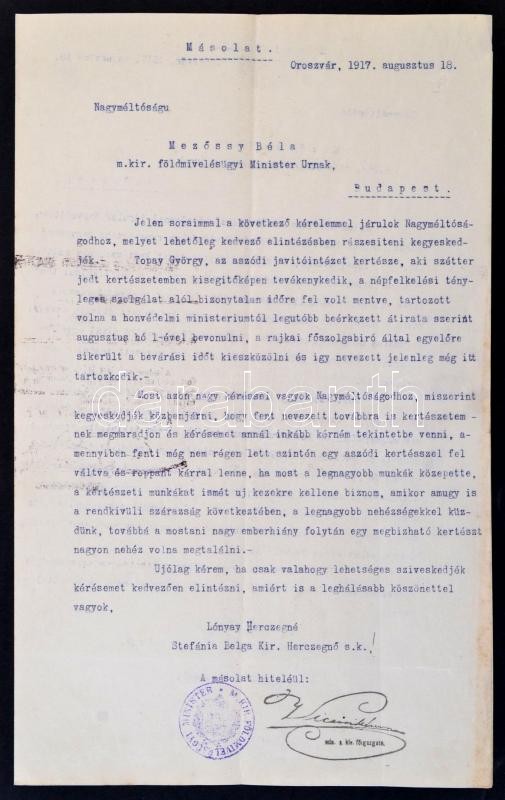 Másolat.
Oroszvár, 1917. augusztus 18.
Nagyméltóságu
Mezőssy Béla
m.kir. földmivelésügyi Minister Urnak,
Budapest.
Jelen soraimmal a következő kérelemmel járulok Nagyméltósá-
godhoz, melyet lehetőleg kedvező elintézésben részesiteni kegyesked-
jék.- Topay György, az aszódi javitóintézet kertésze, aki szétter
jedt kertészetemben kisegitőképen tevékenykedik, a népfelkelési tény-
leges szolgálat alól bizonytalan időre fel volt mentve, tartozott
volna a honvédelmi ministeriumtól legutóbb beérkezett átirata szerint
augusztus hó 1-ével bevonulni, a rajkai főszolgabiró által egyelőre
sikerült a bevárási időt kieszközölni és igy nevezett jelenleg még itt
tartozkodik.-
Most azon nagy kéréssel vagyok Nagyméltóságodhoz, miszerint
kegyeskedjék közbenjárni, hogy fent nevezett továbbra is kertészetem-
nek megmaradjon és kérésemet annál inkább kérném tekintetbe venni, a-
mennyiben fenti még nem régen lett szintén egy aszódi kertésszel fel
váltva és roppant kárral lenne, ha most a legnagyobb munkák közepette,
a kertészeti munkákat ismét uj kezekre kellene biznom, amikor amugy is
a rendkivüli szárazság következtében, a legnagyobb nehézségekkel küz-
dünk, továbbá a mostani nagy emberhiány folytán egy megbizható kertészt
nagyon nehéz volna megtalálni.-
Ujólag kérem, ha csak valahogy lehetséges sziveskedjék
kérésemet kedvezően elintézni, amiért is a leghálásabb köszönettel
vagyok,
Lónyay Herczegné
Stefánia Belga Kir. Herczegnő s.k.!
A másolat hiteléül:
M. KIR. FÖLDMIVELÉSÜGYI MINISTER
darabanth